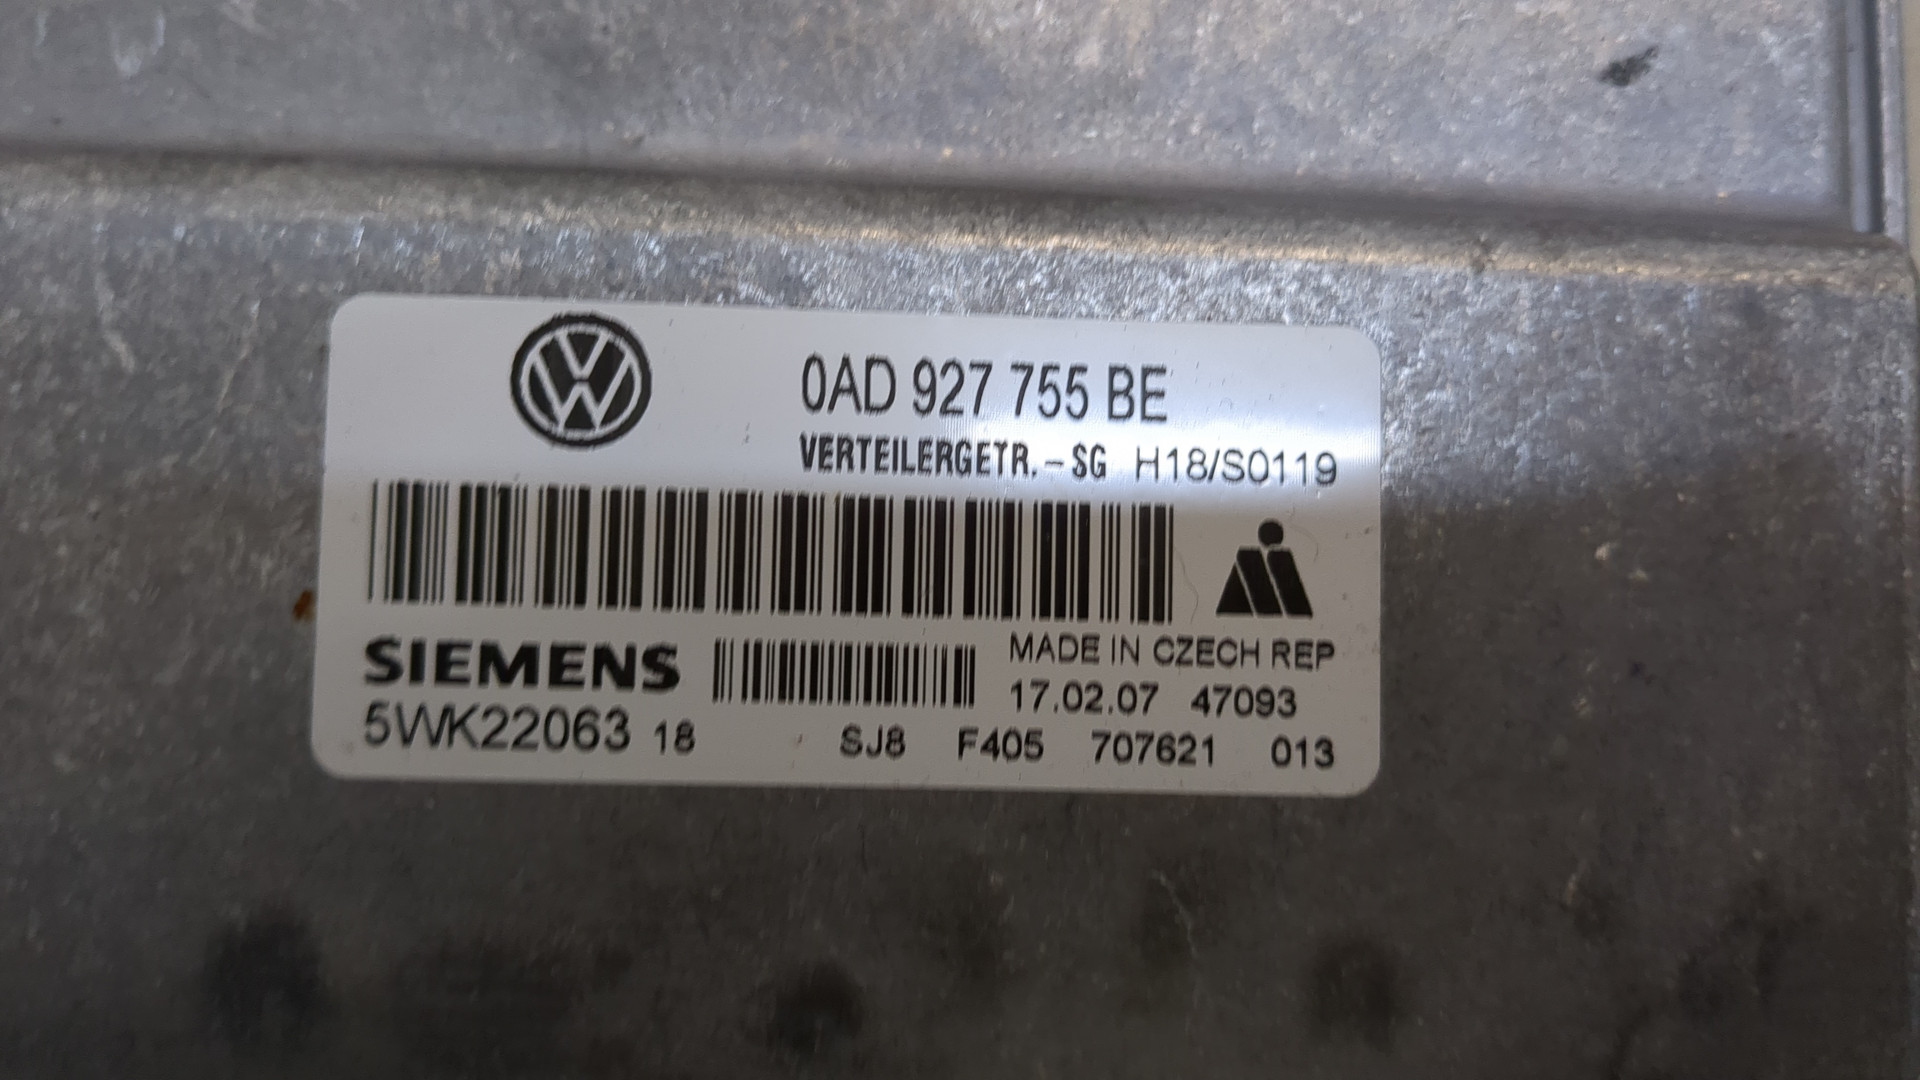 0AD 927 755 BE
VERTEILERGETR.-SG H18/S0119
SIEMENS
MADE IN CZECH REP
17.02.07 47093
5WK22063 18 SJ8 F405 707621 013